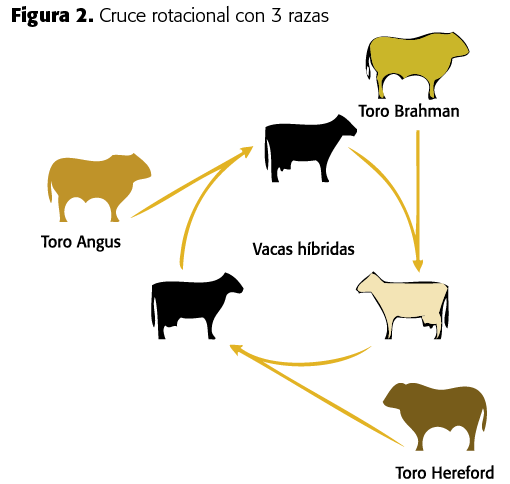 Figura 2. Cruce rotacional con 3 razas
Toro Brahman
Toro Angus
Vacas híbridas
Toro Hereford